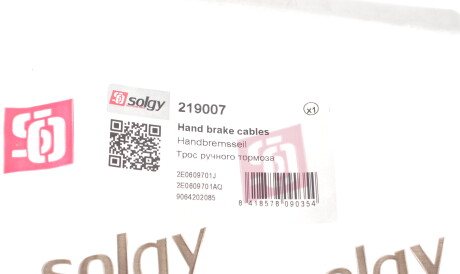 solgy
219007
x1
Hand brake cables
Handbremsseil
Трос ручного тормоза
2E0609701J
2E0609701AQ
9064202085
8 418578 090354
solgy
solgy